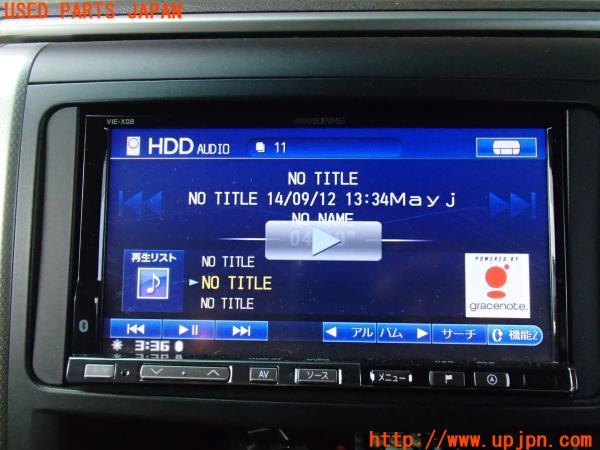 USED PARTS JAPAN
VIE-X08
ALPINE
HDD AUDIO
11
NO TITLE
NO TITLE 14/09/12 13:34Ｍａｙ ｊ
NO NAME
再生リスト
NO TITLE
NO TITLE
NO TITLE
POWERED BY
gracenote.
アル バム
サーチ
機能2
3:36
AV
ソース
メニュー
A
http://www.upjpn.com/